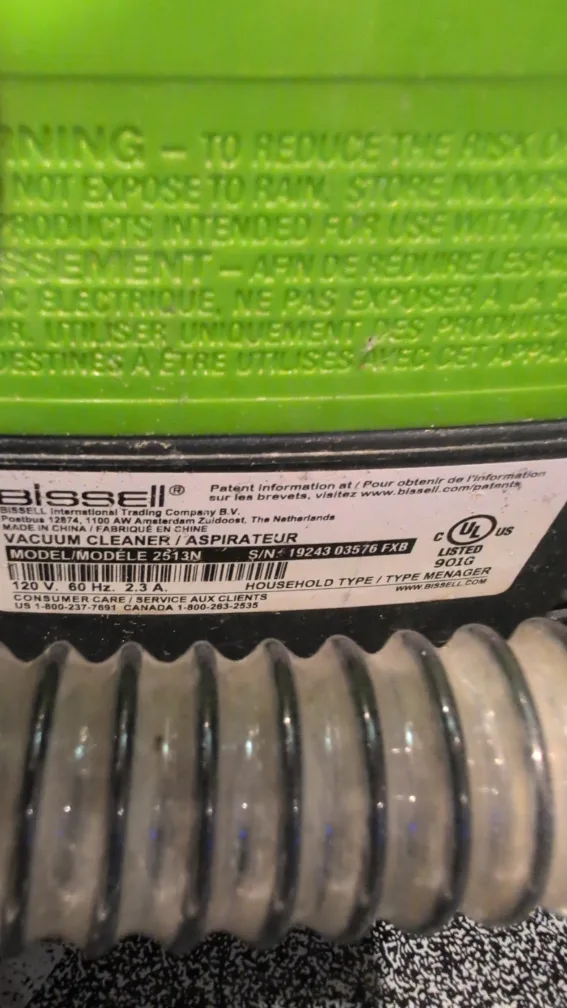 NING – TO REDUCE THE RISK O
NOT EXPOSE TO RAIN. STORE INDOORS
RODUCTS INTENDED FOR USE WITH TH
SSEMENT – AFIN DE RÉDUIRE LES R
C ÉLECTRIQUE, NE PAS EXPOSER À LA
R. UTILISER UNIQUEMENT DES PRODUITS
DESTINÉS À ÊTRE UTILISÉS AVEC CET APPA
BISSELL®
Patent information at / Pour obtenir de l'information
sur les brevets, visitez www.bissell.com/patents
BISSELL International Trading Company B.V.
Postbus 12874, 1100 AW Amsterdam Zuidoost, The Netherlands
MADE IN CHINA / FABRIQUÉ EN CHINE
VACUUM CLEANER / ASPIRATEUR
MODEL/MODÈLE 2513N S/N: 19243 03576 FXB
C UL US
LISTED
901G
120 V. 60 Hz. 2.3 A. HOUSEHOLD TYPE / TYPE MENAGER
CONSUMER CARE / SERVICE AUX CLIENTS WWW.BISSELL.COM
US 1-800-237-7691 CANADA 1-800-263-2535